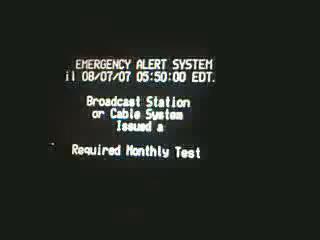 EMERGENCY ALERT SYSTEM
il 08/07/07 05:50:00 EDT.
Broadcast Station
or Cable System
Issued a
Required Monthly Test